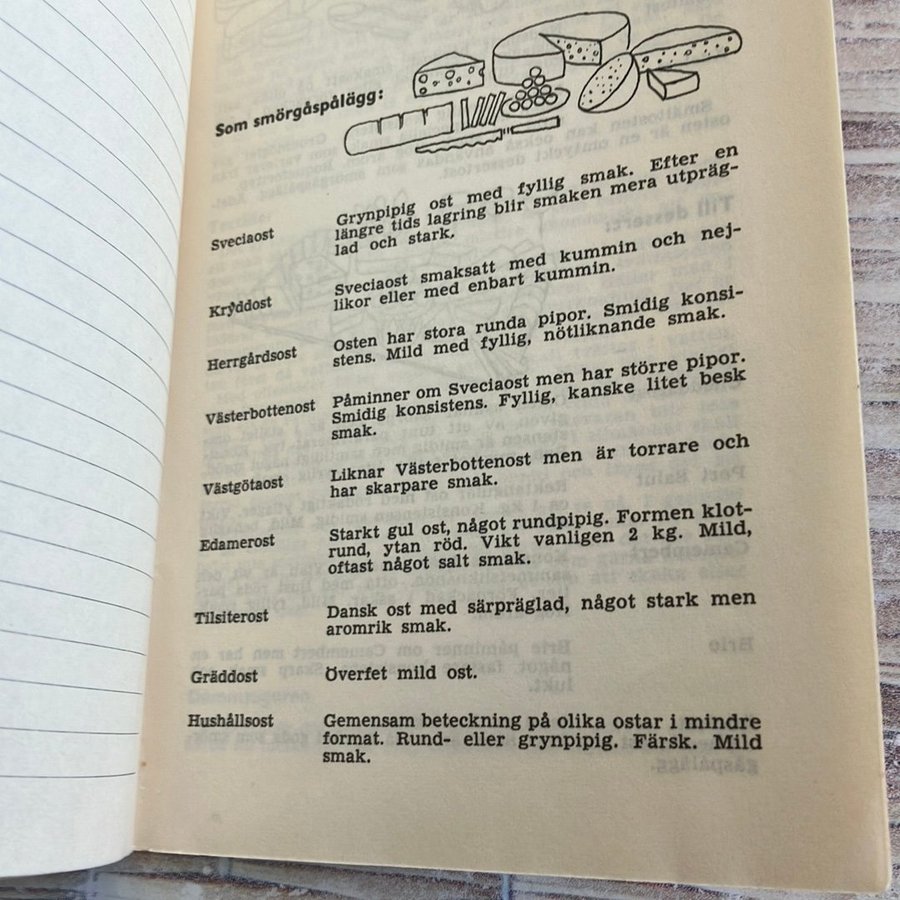 Som smörgåspålägg:
Sveciaost Grynpipig ost med fyllig smak. Efter en
längre tids lagring blir smaken mera utpräg-
lad och stark.
Kryddost Sveciaost smaksatt med kummin och nej-
likor eller med enbart kummin.
Herrgårdsost Osten har stora runda pipor. Smidig konsi-
stens. Mild med fyllig, nötliknande smak.
Västerbottenost Påminner om Sveciaost men har större pipor.
Smidig konsistens. Fyllig, kanske litet besk
smak.
Västgötaost Liknar Västerbottenost men är torrare och
har skarpare smak.
Edamerost Starkt gul ost, något rundpipig. Formen klot-
rund, ytan röd. Vikt vanligen 2 kg. Mild,
oftast något salt smak.
Tilsiterost Dansk ost med särpräglad, något stark men
aromrik smak.
Gräddost Överfet mild ost.
Hushållsost Gemensam beteckning på olika ostar i mindre
format. Rund- eller grynpipig. Färsk. Mild
smak.